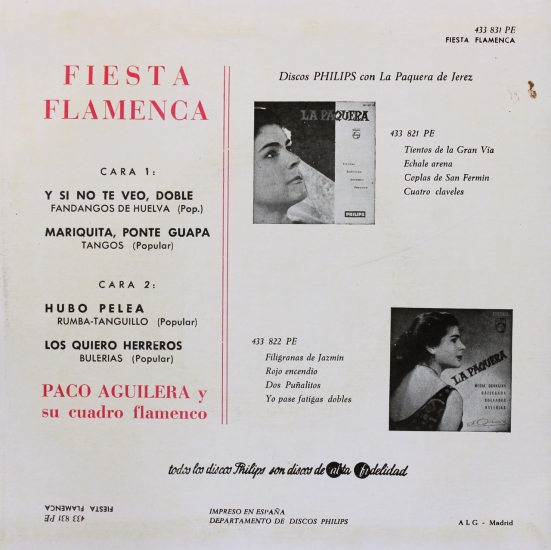 433 831 PE
FIESTA FLAMENCA
FIESTA
FLAMENCA
CARA 1:
Y SI NO TE VEO, DOBLE
FANDANGOS DE HUELVA (Pop.)
MARIQUITA, PONTE GUAPA
TANGOS (Popular)
CARA 2:
HUBO PELEA
RUMBA-TANGUILLO (Popular)
LOS QUIERO HERREROS
BULERIAS (Popular)
PACO AGUILERA y
su cuadro flamenco
Discos PHILIPS con La Paquera de Jerez
LA PAQUERA
PHILIPS
433 821 PE
Tientos de la Gran Vía
Echale arena
Coplas de San Fermín
Cuatro claveles
433 822 PE
Filigranas de Jazmín
Rojo encendio
Dos Puñalitos
Yo pase fatigas dobles
LA PAQUERA
BULERIAS
todos los discos Philips son discos de alta fidelidad
433 831 PE
FIESTA FLAMENCA
IMPRESO EN ESPAÑA
DEPARTAMENTO DE DISCOS PHILIPS
ALG - Madrid